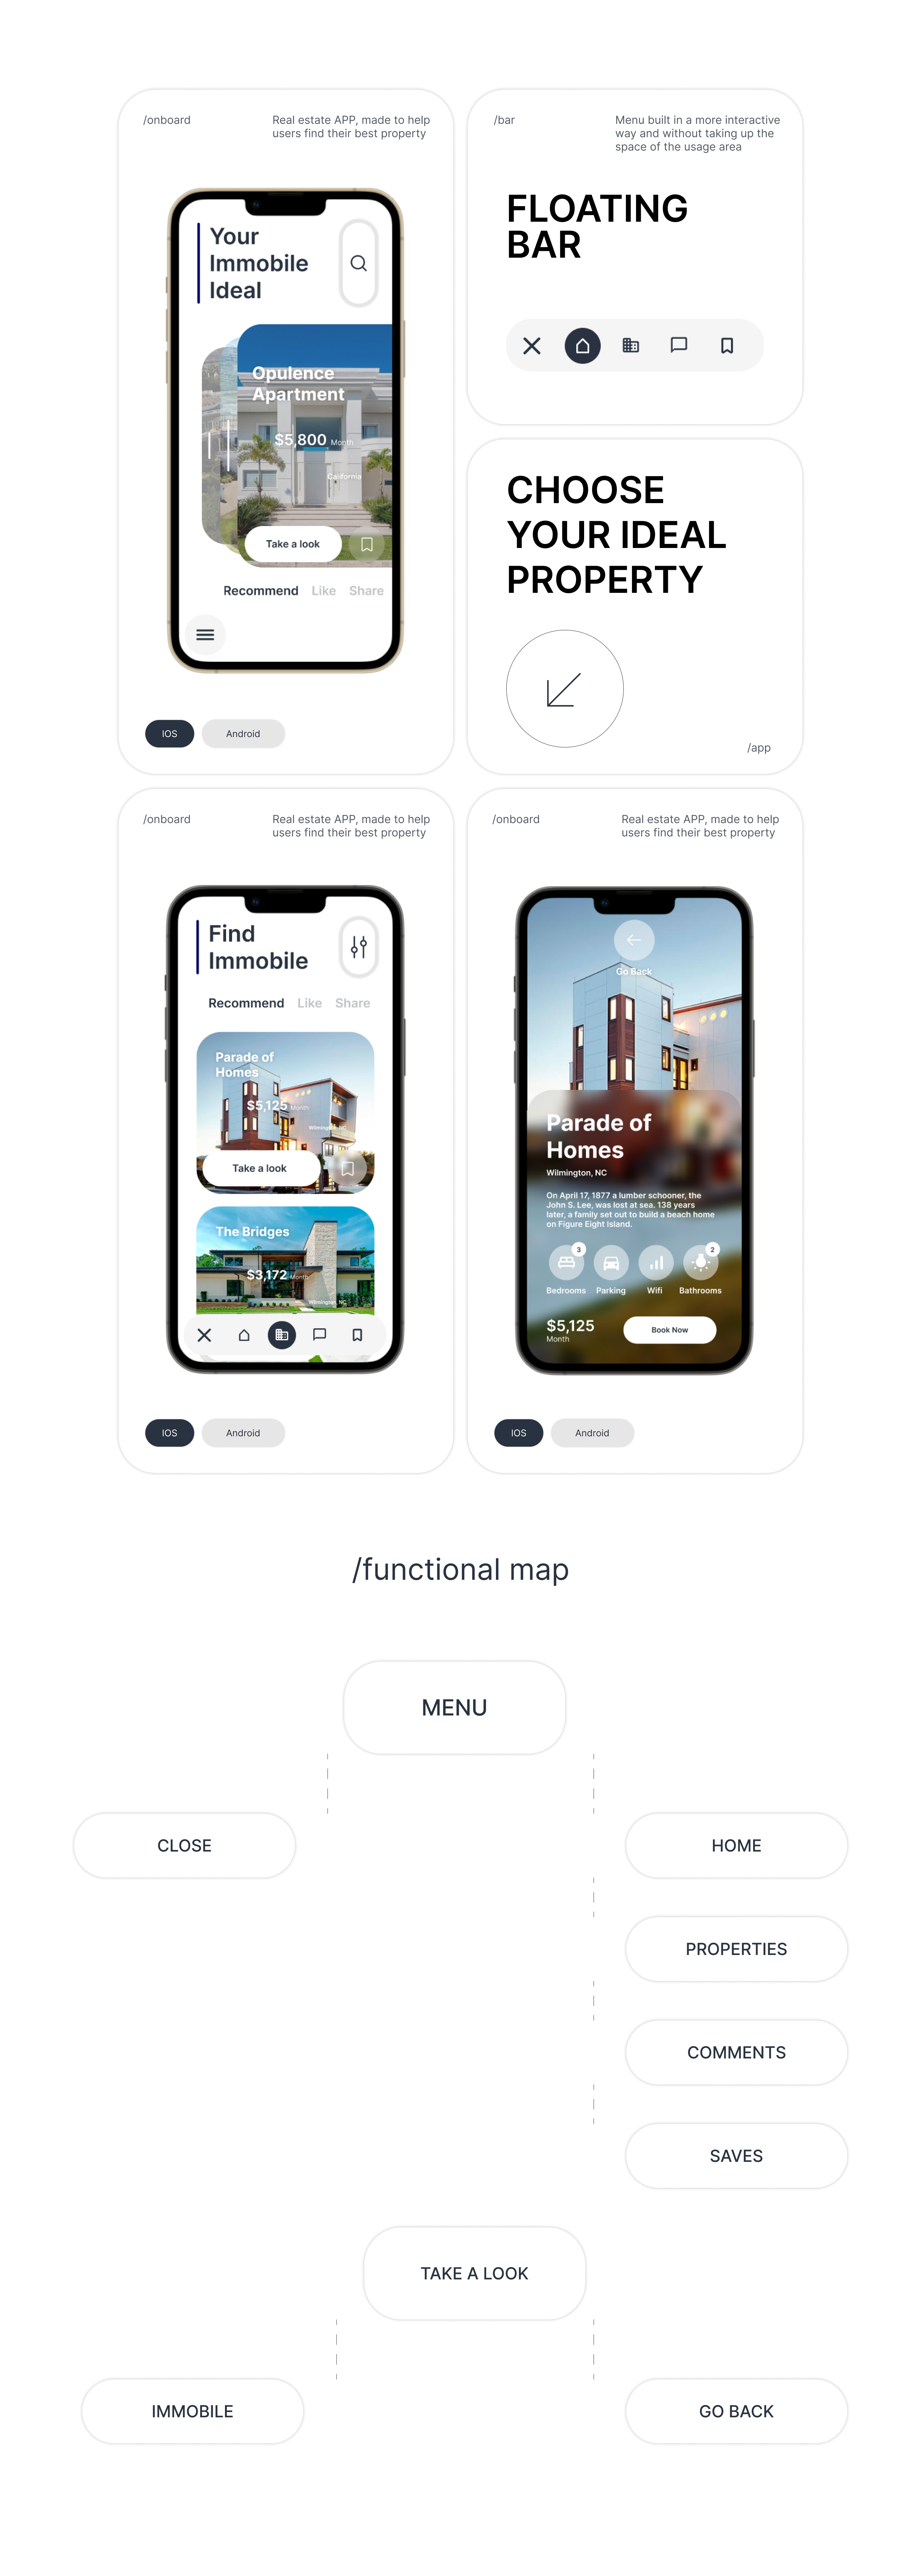 /onboard
Real estate APP, made to help
users find their best property
Your
Immobile
Ideal
Opulence
Apartment
$5,800 Month
California
Take a look
Recommend Like Share
IOS
Android
/bar
Menu built in a more interactive
way and without taking up the
space of the usage area
FLOATING
BAR
CHOOSE
YOUR IDEAL
PROPERTY
/app
/onboard
Real estate APP, made to help
users find their best property
Find
Immobile
Recommend Like Share
Parade of
Homes
$5,125 Month
Wilmington, NC
Take a look
The Bridges
$3,172 Month
Wilmington, NC
IOS
Android
/onboard
Real estate APP, made to help
users find their best property
Go Back
Parade of
Homes
Wilmington, NC
On April 17, 1877 a lumber schooner, the
John S. Lee, was lost at sea. 138 years
later, a family set out to build a beach home
on Figure Eight Island.
3
2
Bedrooms Parking Wifi Bathrooms
$5,125
Month
Book Now
IOS
Android
/functional map
MENU
CLOSE
HOME
PROPERTIES
COMMENTS
SAVES
TAKE A LOOK
IMMOBILE
GO BACK